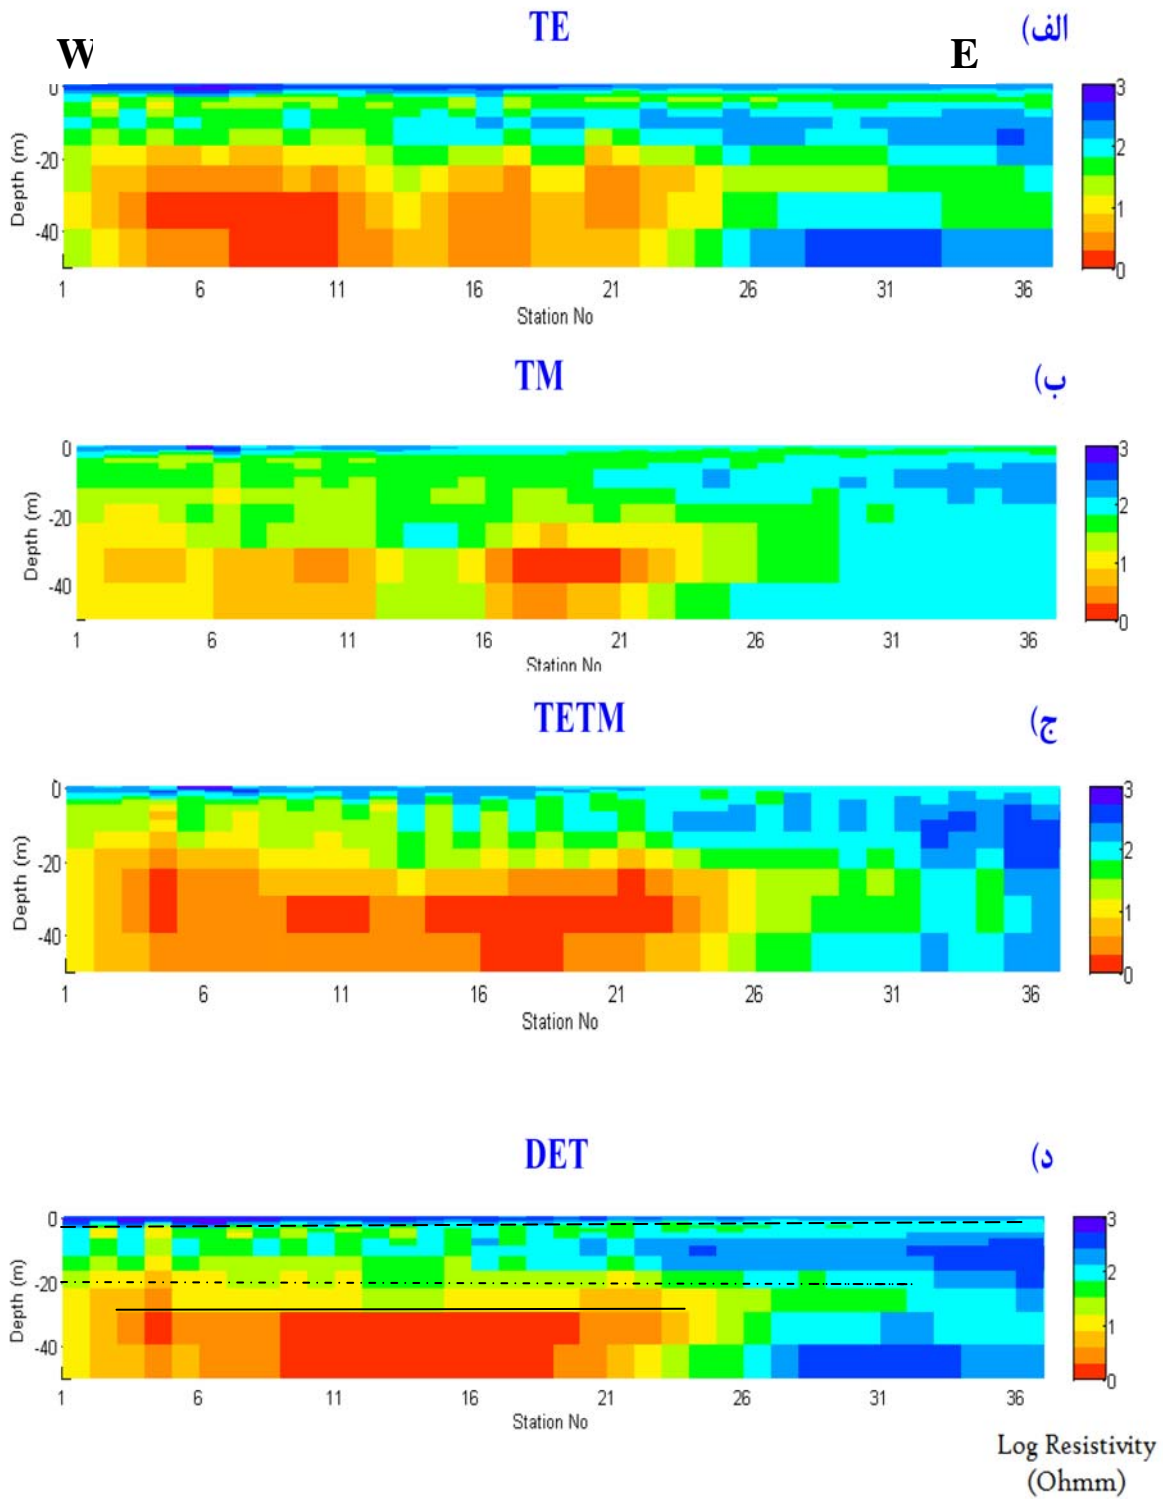 TE
الف)
W
E
0
-20
-40
Depth (m)
1 6 11 16 21 26 31 36
Station No
3
2
1
0
TM
ب)
0
-20
-40
Depth (m)
1 6 11 16 21 26 31 36
Station No
3
2
1
0
TETM
ج)
0
-20
-40
Depth (m)
1 6 11 16 21 26 31 36
Station No
3
2
1
0
DET
د)
0
-20
-40
Depth (m)
1 6 11 16 21 26 31 36
Station No
3
2
1
0
Log Resistivity
(Ohmm)